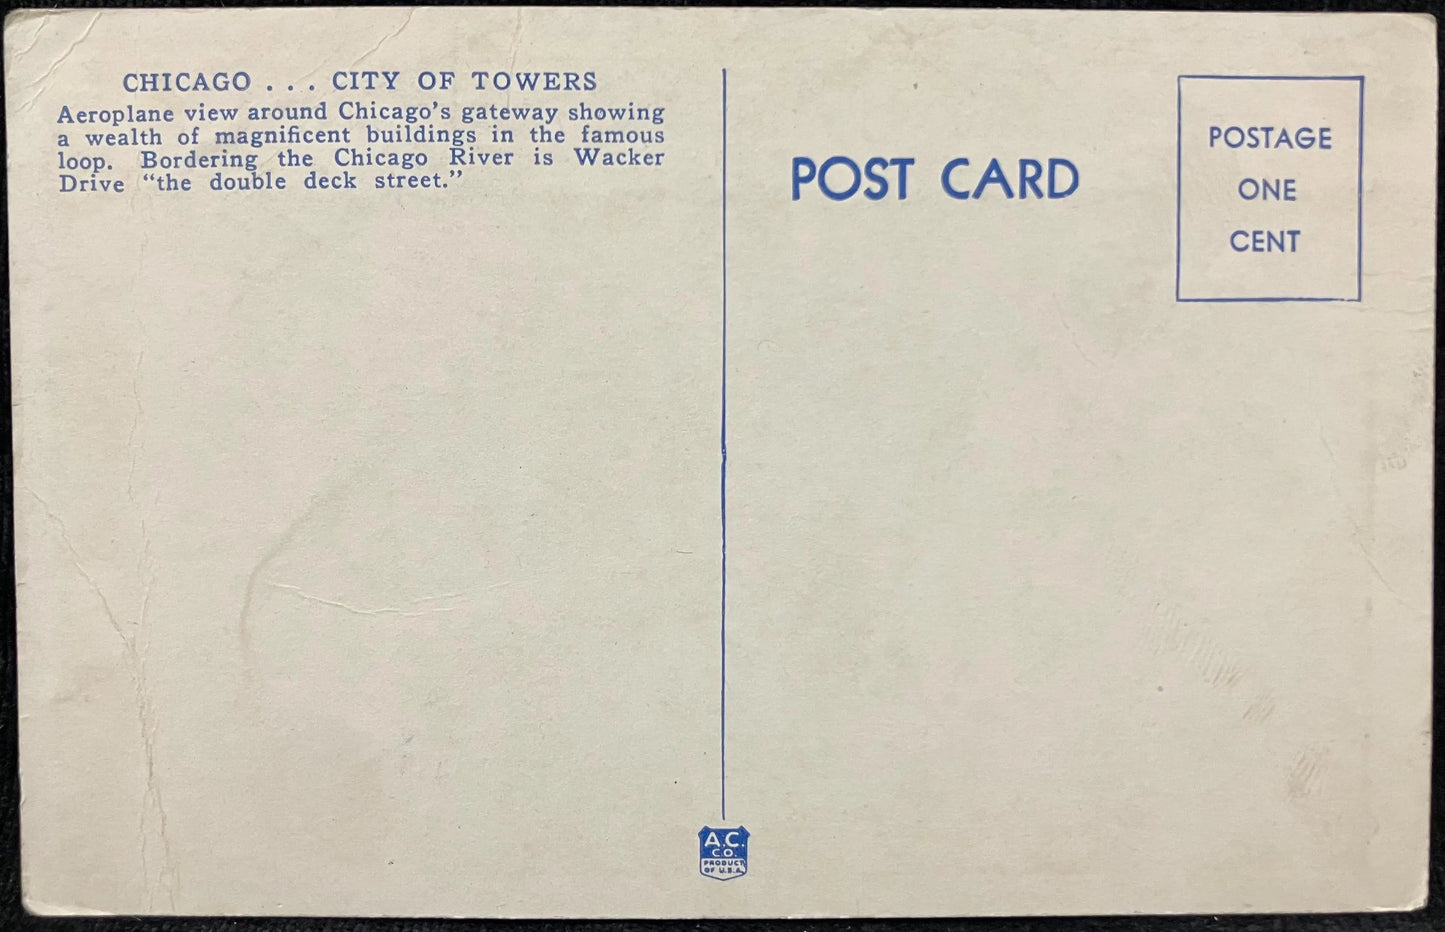 CHICAGO . . . CITY OF TOWERS
Aeroplane view around Chicago's gateway showing
a wealth of magnificent buildings in the famous
loop. Bordering the Chicago River is Wacker
Drive “the double deck street.”
POST CARD
POSTAGE
ONE
CENT
A.C.
CO.
PRODUCT
OF U.S.A.